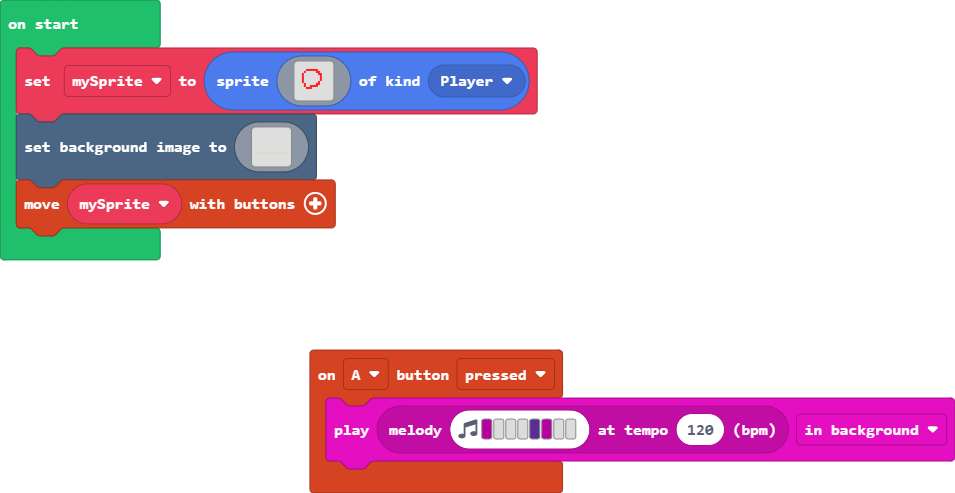 on start
set mySprite to sprite of kind Player
set background image to
move mySprite with buttons
on A button pressed
play melody at tempo 120 (bpm) in background